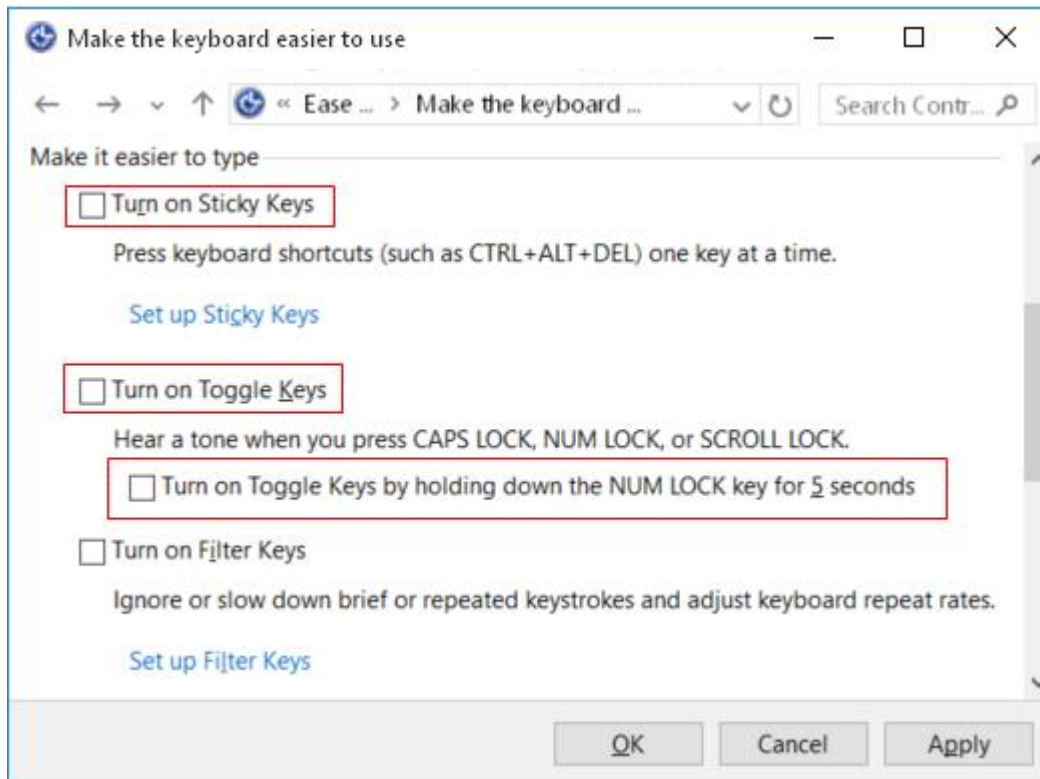 Make the keyboard easier to use
« Ease ... > Make the keyboard ... Search Contr...
Make it easier to type
Turn on Sticky Keys
Press keyboard shortcuts (such as CTRL+ALT+DEL) one key at a time.
Set up Sticky Keys
Turn on Toggle Keys
Hear a tone when you press CAPS LOCK, NUM LOCK, or SCROLL LOCK.
Turn on Toggle Keys by holding down the NUM LOCK key for 5 seconds
Turn on Filter Keys
Ignore or slow down brief or repeated keystrokes and adjust keyboard repeat rates.
Set up Filter Keys
OK Cancel Apply